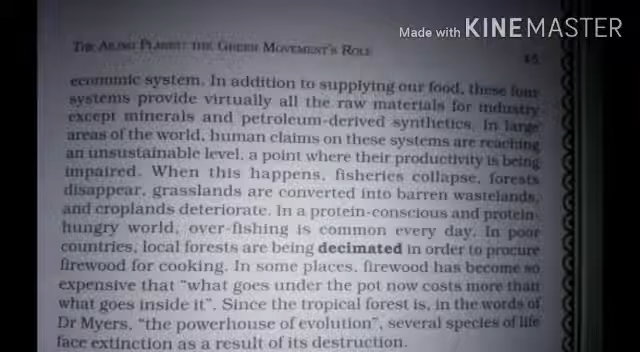 Made with KINEMASTER
THE AILING PLANET: THE GREEN MOVEMENT'S ROLE
45
economic system. In addition to supplying our food, these four
systems provide virtually all the raw materials for industry
except minerals and petroleum-derived synthetics. In large
areas of the world, human claims on these systems are reaching
an unsustainable level, a point where their productivity is being
impaired. When this happens, fisheries collapse, forests
disappear, grasslands are converted into barren wastelands,
and croplands deteriorate. In a protein-conscious and protein-
hungry world, over-fishing is common every day. In poor
countries, local forests are being decimated in order to procure
firewood for cooking. In some places, firewood has become so
expensive that "what goes under the pot now costs more than
what goes inside it". Since the tropical forest is, in the words of
Dr Myers, "the powerhouse of evolution", several species of life
face extinction as a result of its destruction.